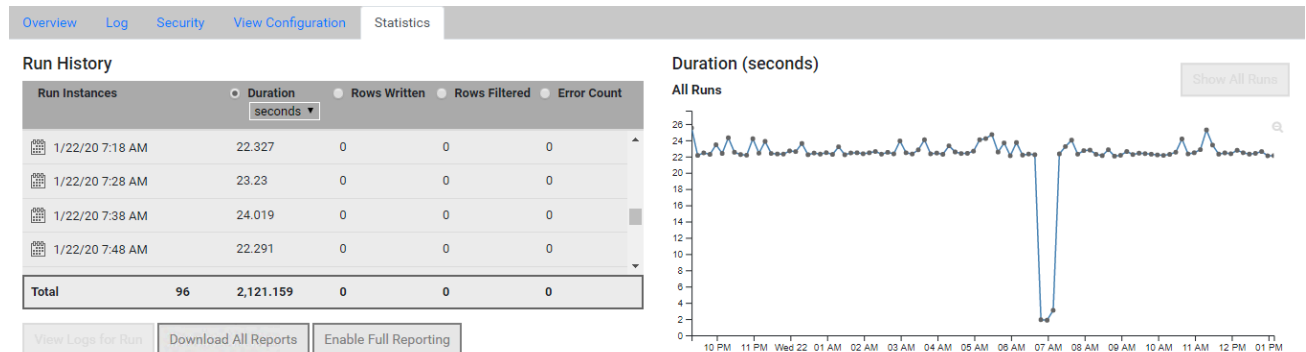 Overview Log Security View Configuration Statistics
Run History
Run Instances Duration Rows Written Rows Filtered Error Count
seconds ▼
1/22/20 7:18 AM 22.327 0 0 0
1/22/20 7:28 AM 23.23 0 0 0
1/22/20 7:38 AM 24.019 0 0 0
1/22/20 7:48 AM 22.291 0 0 0
Total 96 2,121.159 0 0 0
View Logs for Run Download All Reports Enable Full Reporting
Duration (seconds)
Show All Runs
All Runs
26
24
22
20
18
16
14
12
10
8
6
4
2
0
10 PM 11 PM Wed 22 01 AM 02 AM 03 AM 04 AM 05 AM 06 AM 07 AM 08 AM 09 AM 10 AM 11 AM 12 PM 01 PM